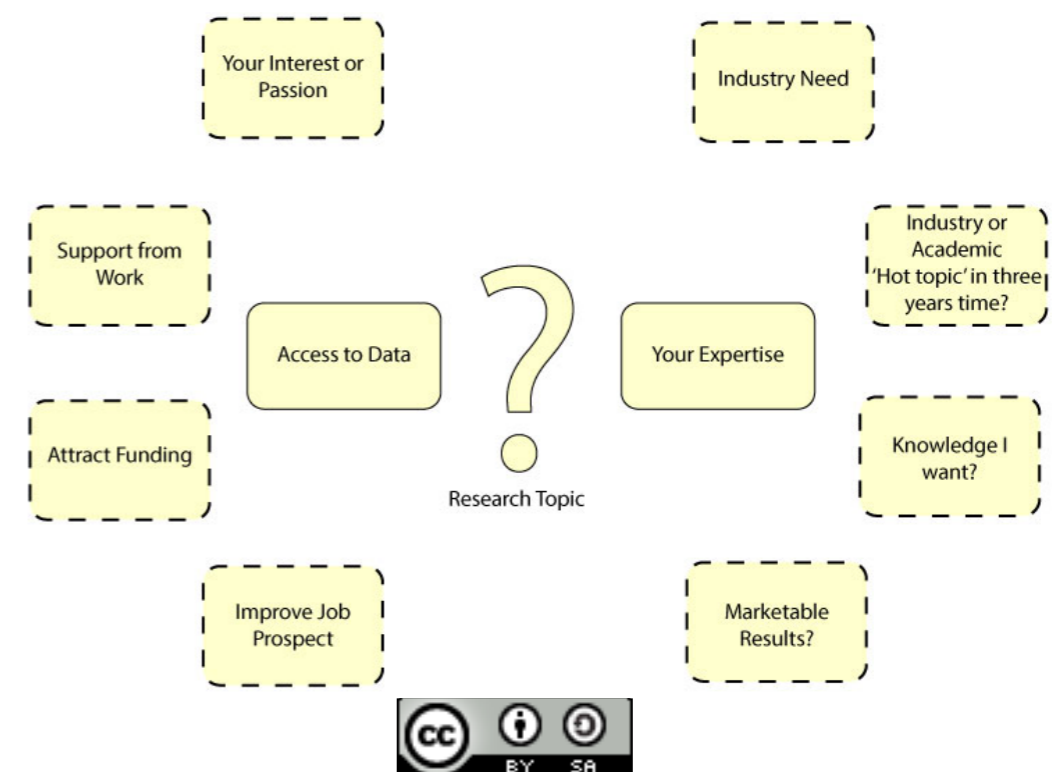 Your Interest or
Passion
Industry Need
Support from
Work
Industry or
Academic
'Hot topic' in three
years time?
Access to Data
?
Your Expertise
Attract Funding
Knowledge I
want?
Research Topic
Improve Job
Prospect
Marketable
Results?
cc
BY SA